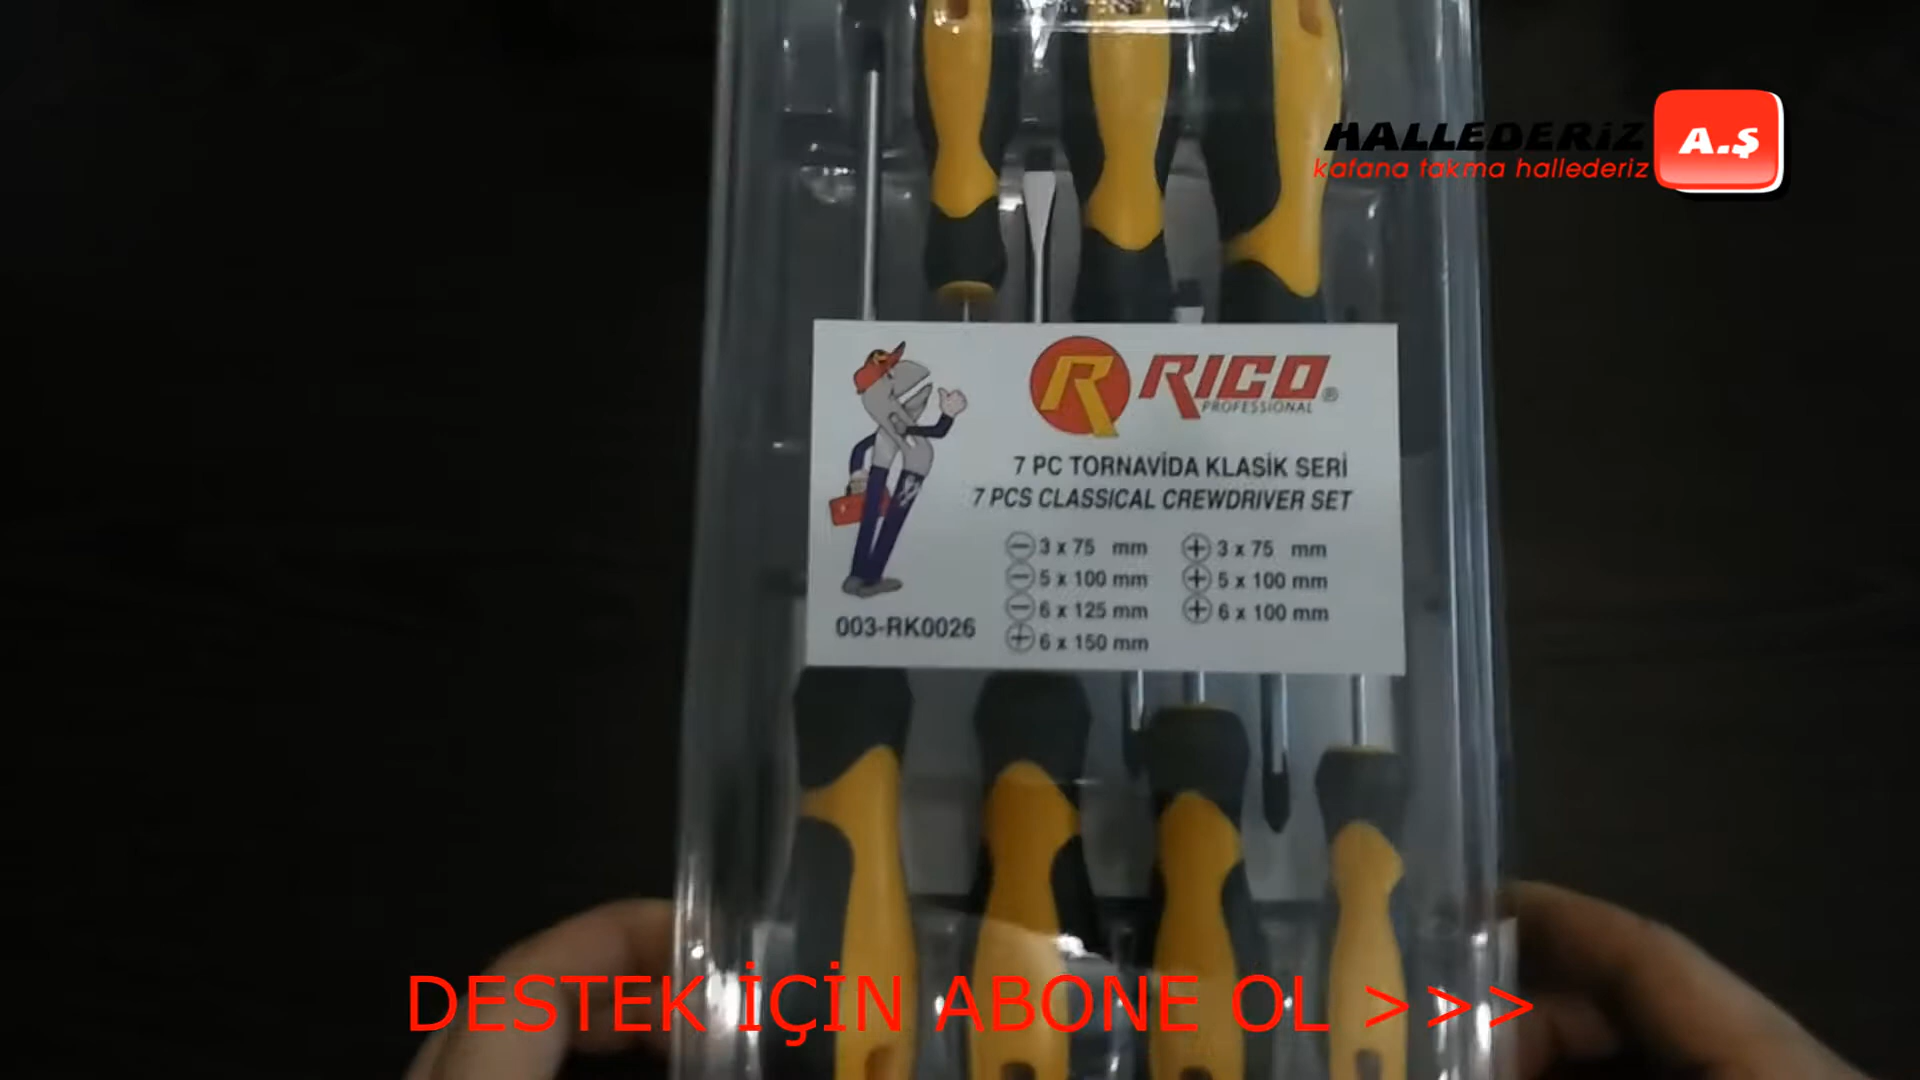 HALLEDERİZ
A.Ş
kafana takma hallederiz
R RICO®
PROFESSIONAL
7 PC TORNAVİDA KLASİK SERİ
7 PCS CLASSICAL CREWDRIVER SET
3 x 75 mm
3 x 75 mm
5 x 100 mm
5 x 100 mm
6 x 125 mm
6 x 100 mm
6 x 150 mm
003-RK0026
DESTEK İÇİN ABONE OL >>>